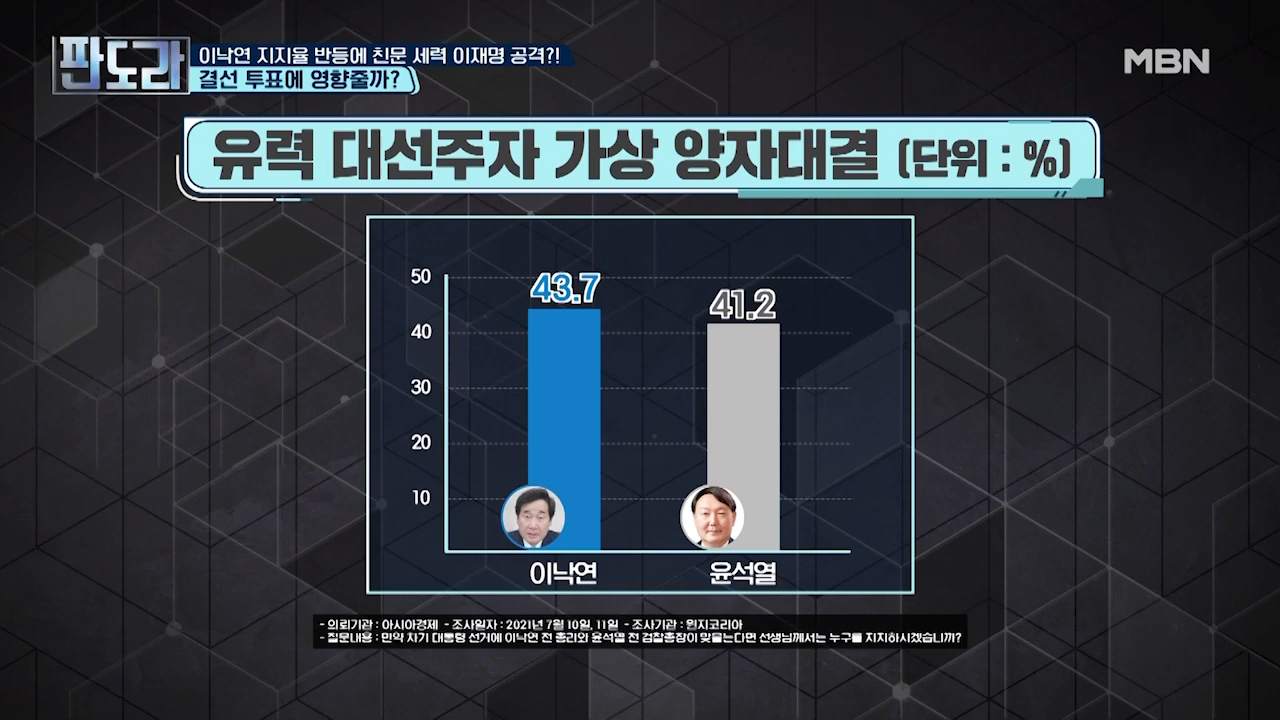 판도라
이낙연 지지율 반등에 친문 세력 이재명 공격?!
결선 투표에 영향줄까?
MBN
유력 대선주자 가상 양자대결 (단위 : %)
50
40
30
20
10
43.7
41.2
이낙연
윤석열
- 의뢰기관 : 아시아경제 - 조사일자 : 2021년 7월 10일, 11일 - 조사기관 : 윈지코리아
- 질문내용 : 만약 차기 대통령 선거에 이낙연 전 총리와 윤석열 전 검찰총장이 맞붙는다면 선생님께서는 누구를 지지하시겠습니까?